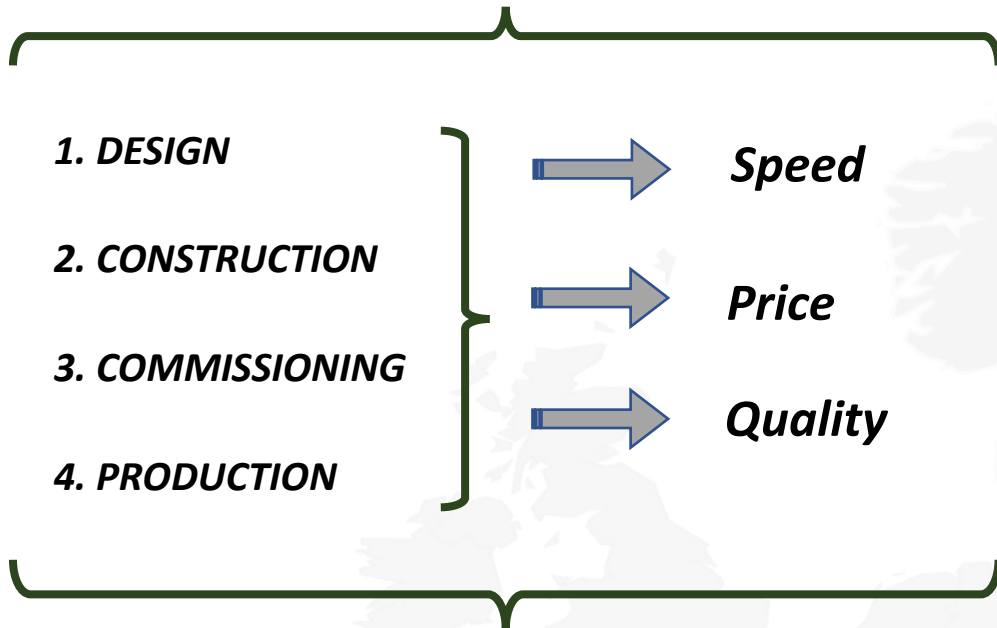 1. DESIGN
2. CONSTRUCTION
3. COMMISSIONING
4. PRODUCTION
Speed
Price
Quality